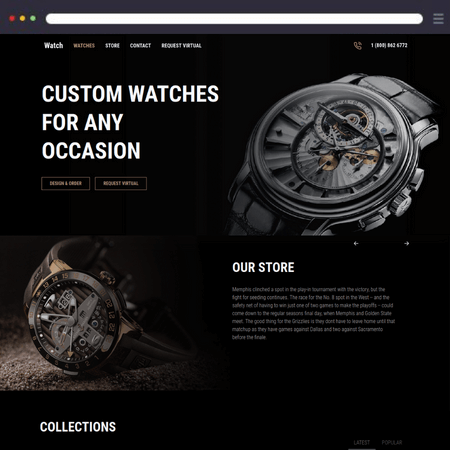 Watch WATCHES STORE CONTACT REQUEST VIRTUAL 1 (800) 862 6772
CUSTOM WATCHES
FOR ANY
OCCASION
DESIGN & ORDER REQUEST VIRTUAL
OUR STORE
Memphis clinched a spot in the play-in tournament with the victory, but the
fight for seeding continues. The race for the No. 8 spot in the West – and the
safety net of having to win just one of two games to make the playoffs – could
come down to the regular seasons final day, when Memphis and Golden State
meet. The good thing for the Grizzlies is they dont have to leave home until that
matchup as they have games against Dallas and two against Sacramento
before the finale.
COLLECTIONS
LATEST POPULAR